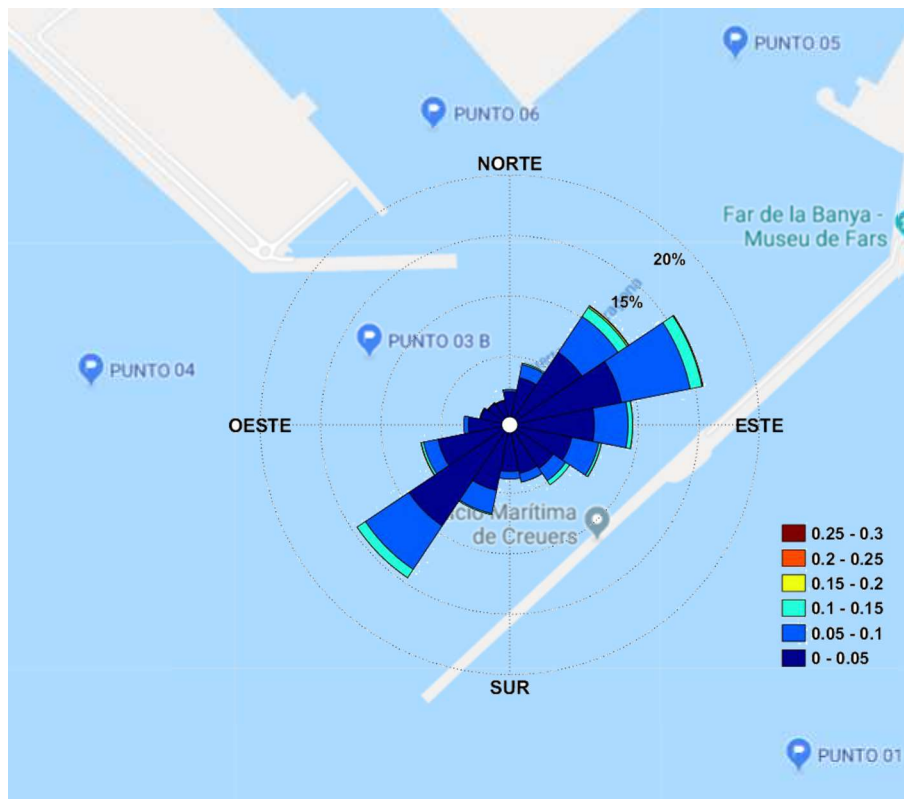 PUNTO 05
PUNTO 06
NORTE
Far de la Banya -
Museu de Fars
20%
15%
PUNTO 03 B
PUNTO 04
OESTE
ESTE
Marítima
de Creuers
0.25 - 0.3
0.2 - 0.25
0.15 - 0.2
0.1 - 0.15
0.05 - 0.1
0 - 0.05
SUR
PUNTO 01